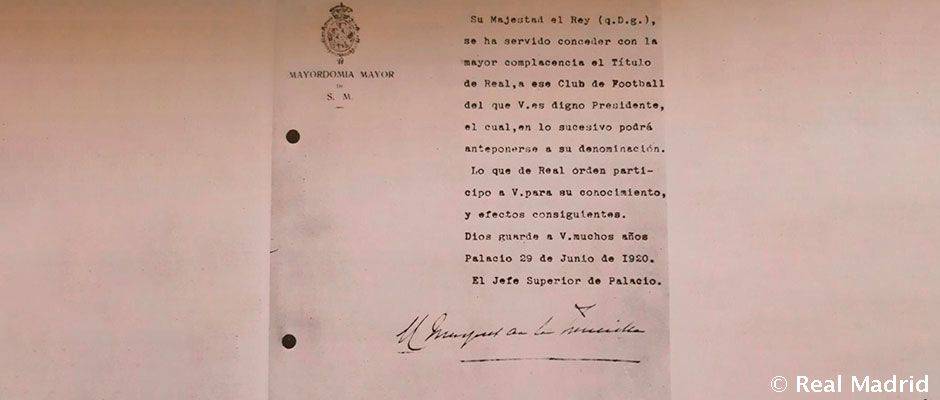 MAYORDOMIA MAYOR
DE
S. M.
Su Majestad el Rey (q.D.g.),
se ha servido conceder con la
mayor complacencia el Título
de Real,a ese Club de Football
del que V.es digno Presidente,
el cual,en lo sucesivo podrá
anteponerse a su denominación.
Lo que de Real orden parti-
cipo a V.para su conocimiento,
y efectos consiguientes.
Dios guarde a V.muchos años
Palacio 29 de Junio de I920.
El Jefe Superior de Palacio.
© Real Madrid